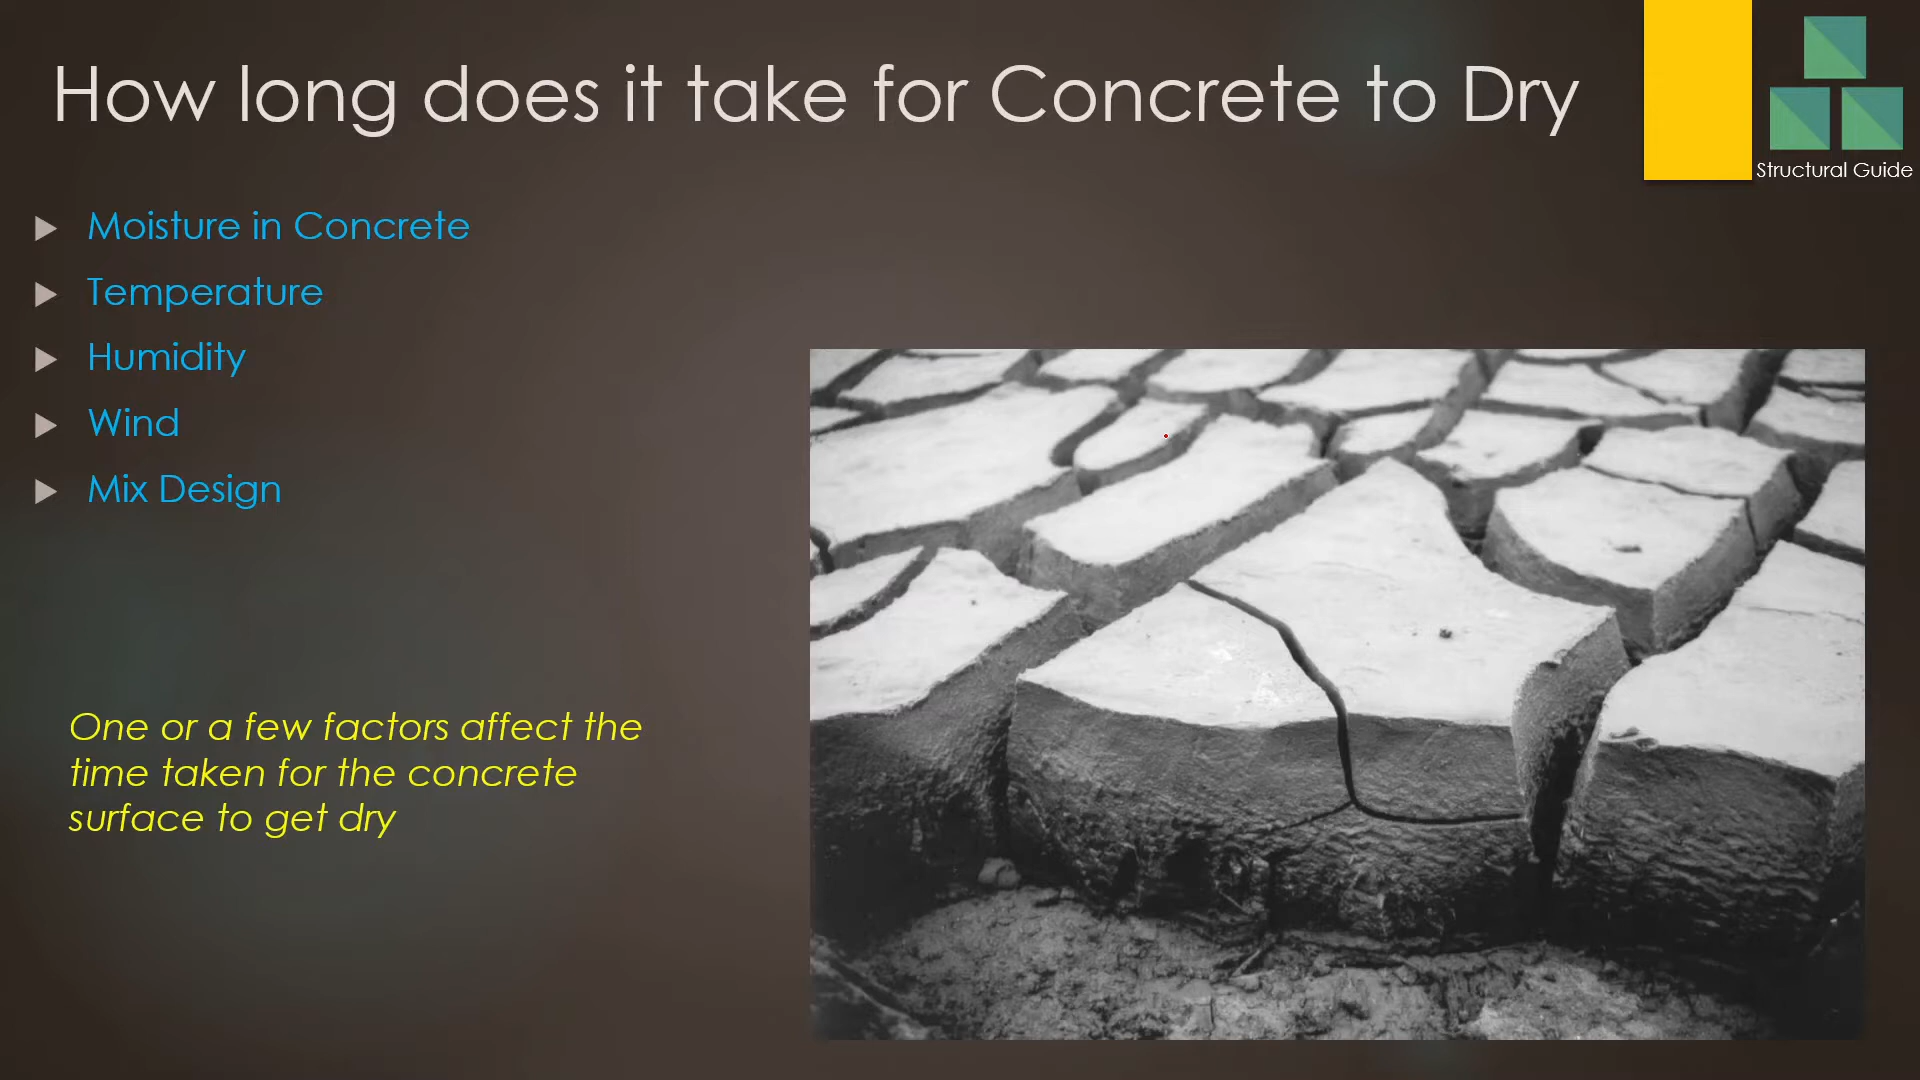 How long does it take for Concrete to Dry
Structural Guide
Moisture in Concrete
Temperature
Humidity
Wind
Mix Design
One or a few factors affect the
time taken for the concrete
surface to get dry